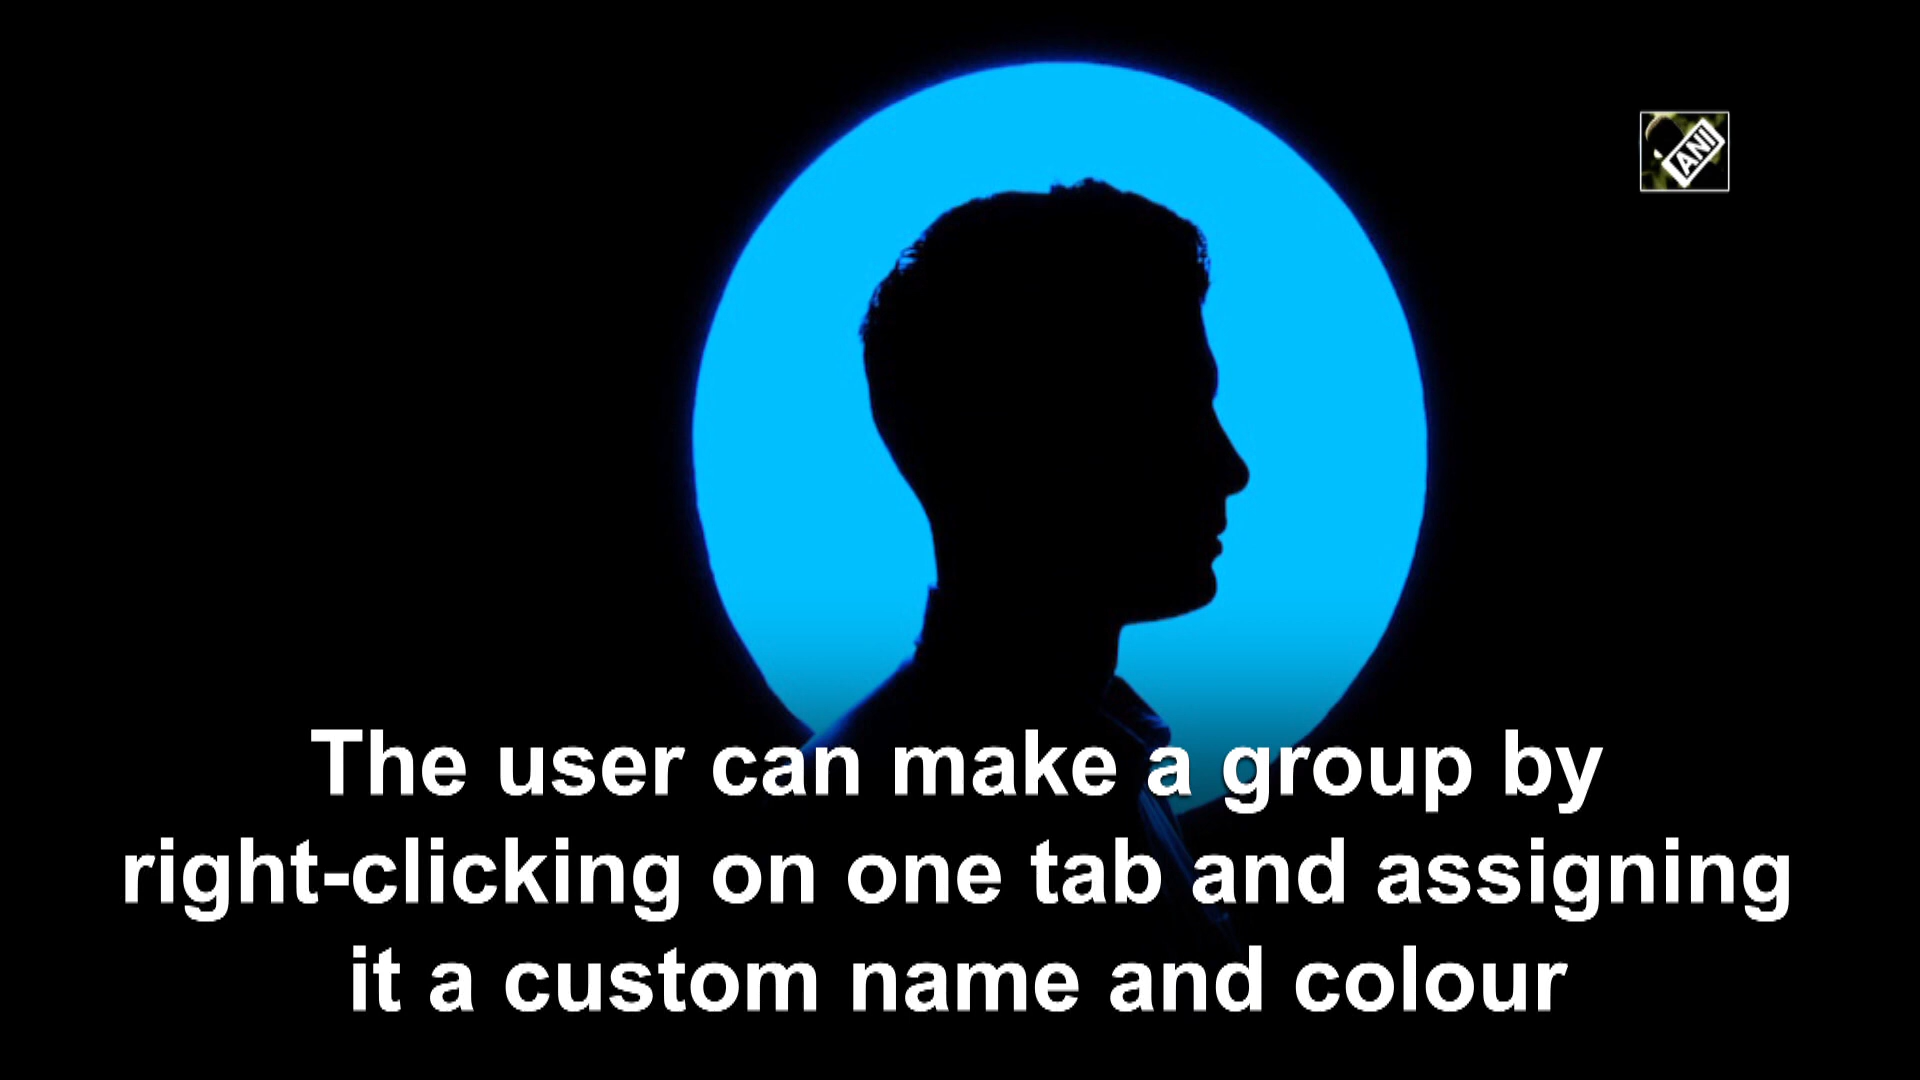 ANI
The user can make a group by
right-clicking on one tab and assigning
it a custom name and colour